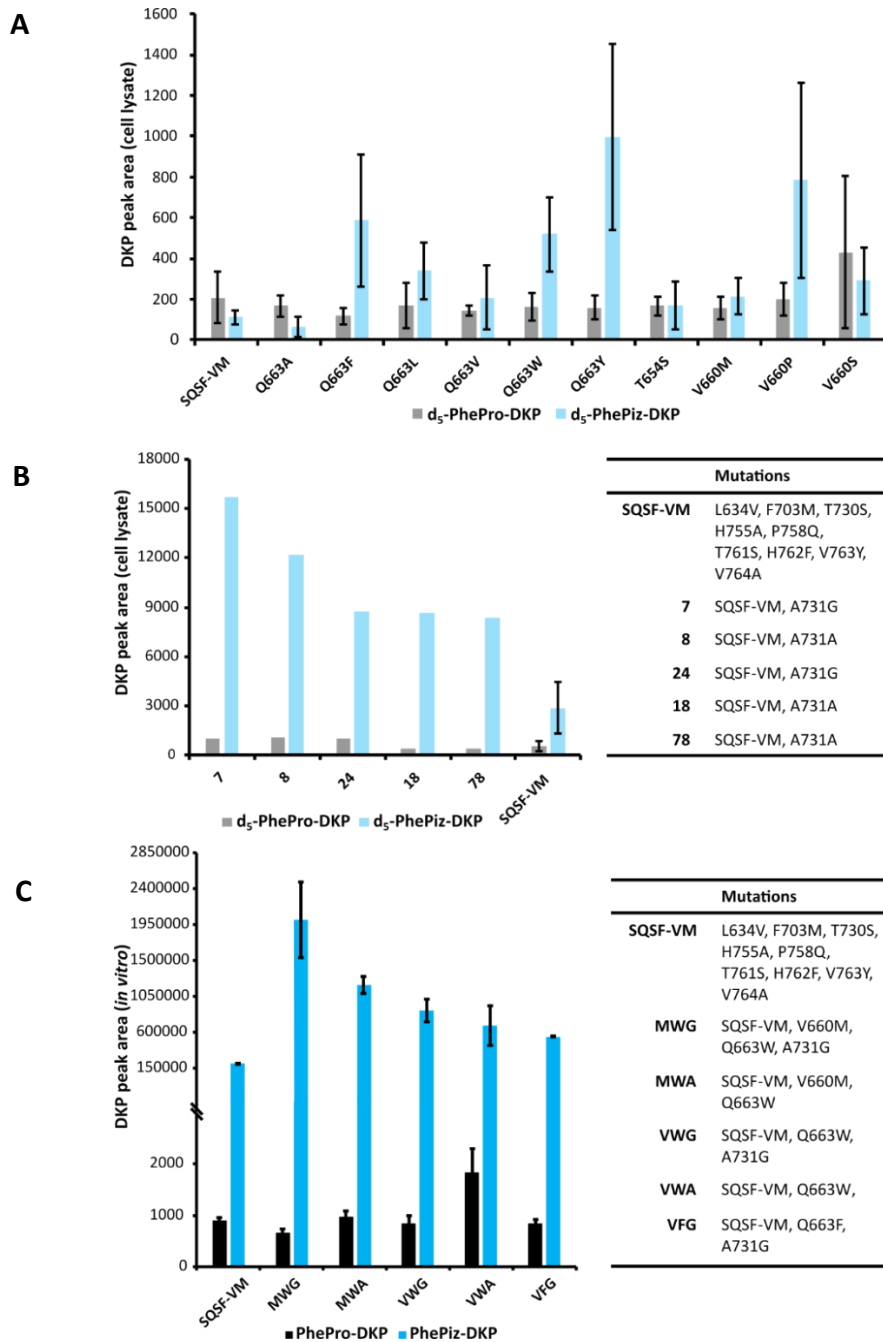 A
DKP peak area (cell lysate)
1600
1400
1200
1000
800
600
400
200
0
SQSF-VM
Q663A
Q663F
Q663L
Q663V
Q663W
Q663Y
T654S
V660M
V660P
V660S
d₅-PhePro-DKP d₅-PhePiz-DKP
B
DKP peak area (cell lysate)
18000
15000
12000
9000
6000
3000
0
7
8
24
18
78
SQSF-VM
d₅-PhePro-DKP d₅-PhePiz-DKP
Mutations
SQSF-VM L634V, F703M, T730S,
H755A, P758Q,
T761S, H762F, V763Y,
V764A
7 SQSF-VM, A731G
8 SQSF-VM, A731A
24 SQSF-VM, A731G
18 SQSF-VM, A731A
78 SQSF-VM, A731A
C
DKP peak area (in vitro)
2850000
2400000
1950000
1500000
1050000
600000
150000
2000
1000
0
SQSF-VM
MWG
MWA
VWG
VWA
VFG
PhePro-DKP PhePiz-DKP
Mutations
SQSF-VM L634V, F703M, T730S,
H755A, P758Q,
T761S, H762F, V763Y,
V764A
MWG SQSF-VM, V660M,
Q663W, A731G
MWA SQSF-VM, V660M,
Q663W
VWG SQSF-VM, Q663W,
A731G
VWA SQSF-VM, Q663W,
VFG SQSF-VM, Q663F,
A731G